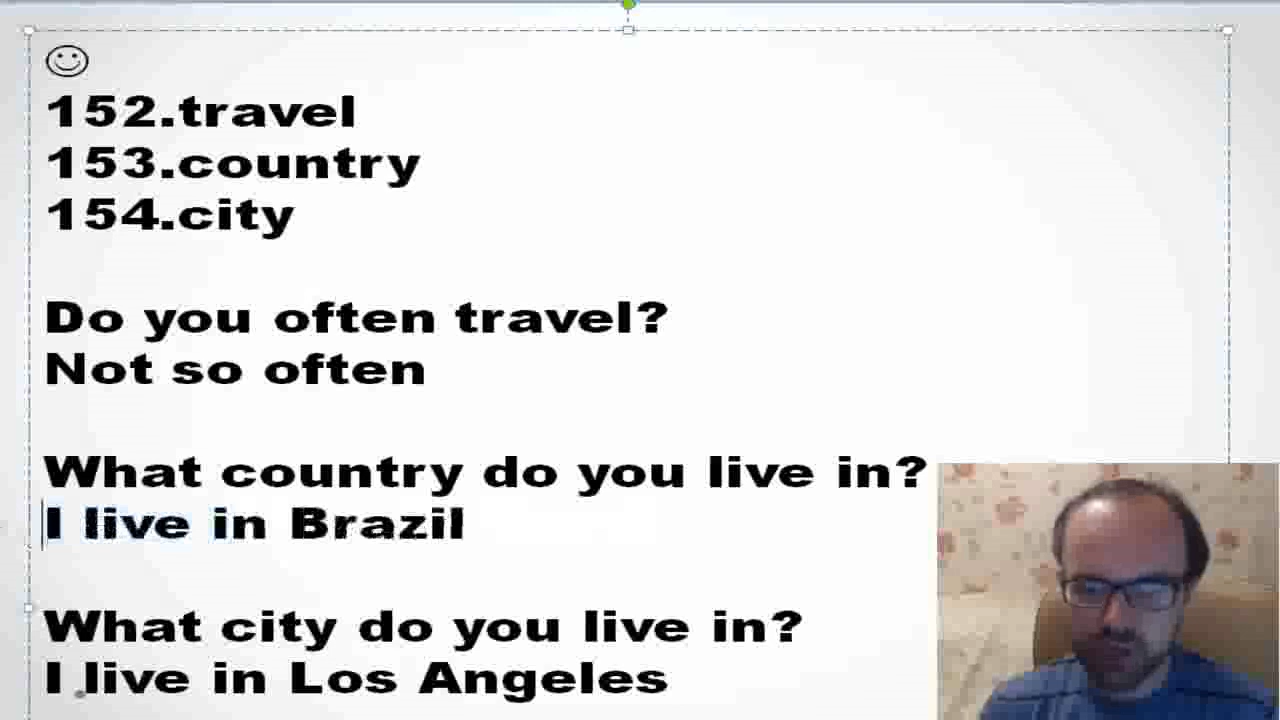 152.travel
153.country
154.city
Do you often travel?
Not so often
What country do you live in?
I live in Brazil
What city do you live in?
I live in Los Angeles